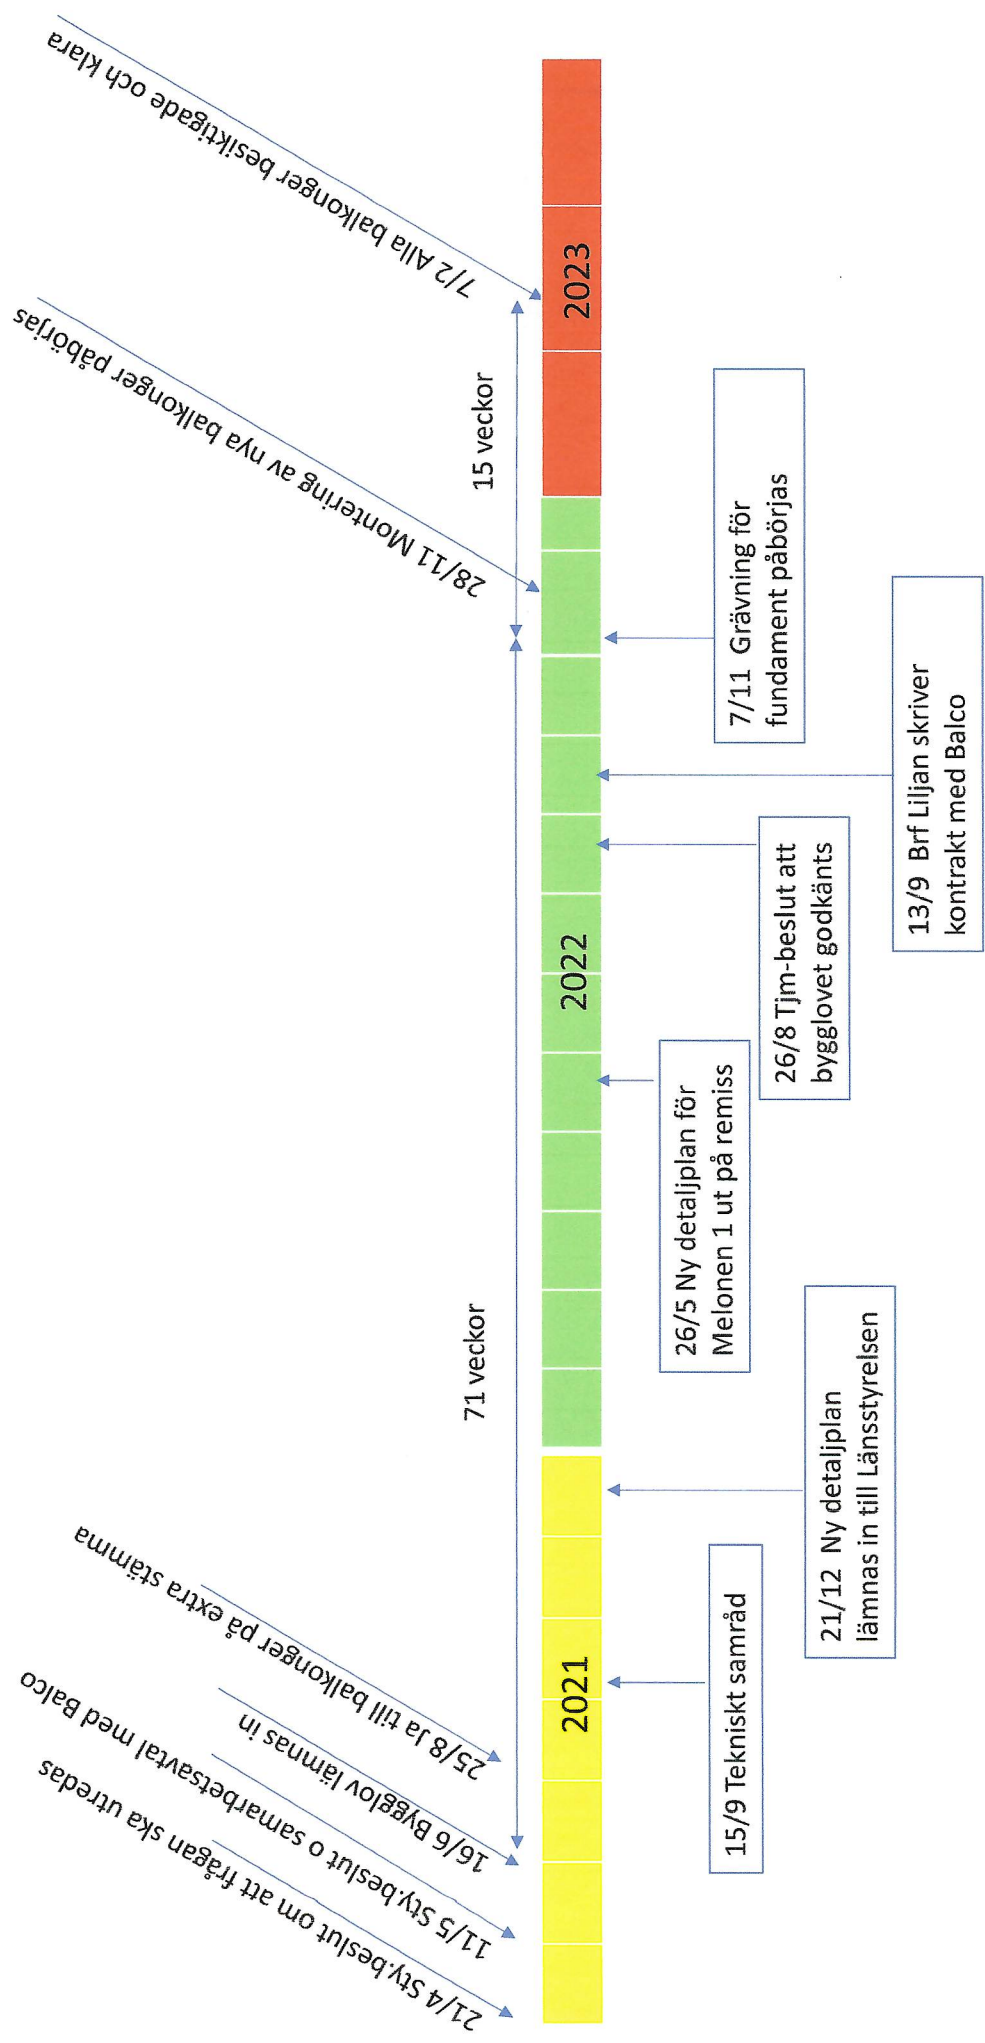 21/4 Sty.beslut om att frågan ska utredas
11/5 Sty.beslut o samarbetsavtal med Balco
16/6 Bygglov lämnas in
25/8 Ja till balkonger på extra stämma
28/11 Montering av nya balkonger påbörjas
7/2 Alla balkonger besiktigade och klara
71 veckor
15 veckor
2021
2022
2023
15/9 Tekniskt samråd
21/12 Ny detaljplan
lämnas in till Länsstyrelsen
26/5 Ny detaljplan för
Melonen 1 ut på remiss
26/8 Tjm-beslut att
bygglovet godkänts
13/9 Brf Liljan skriver
kontrakt med Balco
7/11 Grävning för
fundament påbörjas